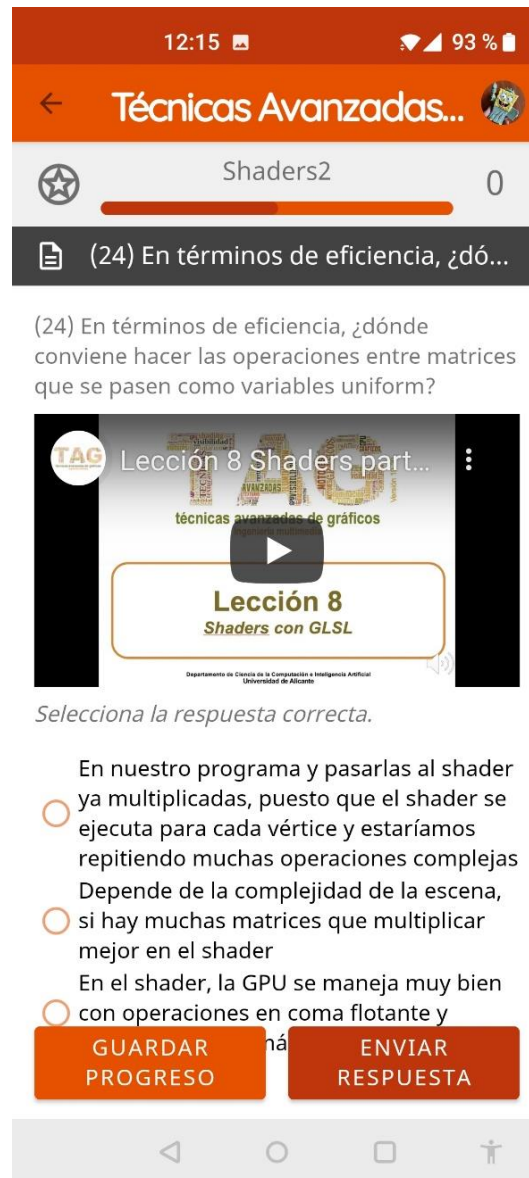 12:15
93 %
Técnicas Avanzadas...
Shaders2
0
(24) En términos de eficiencia, ¿dó...
(24) En términos de eficiencia, ¿dónde
conviene hacer las operaciones entre matrices
que se pasen como variables uniform?
TAG
Lección 8 Shaders part...
TAG
AVANZADAS
técnicas avanzadas de gráficos
ingeniería multimedia
Lección 8
Shaders con GLSL
Departamento de Ciencia de la Computación e Inteligencia Artificial
Universidad de Alicante
Selecciona la respuesta correcta.
En nuestro programa y pasarlas al shader
ya multiplicadas, puesto que el shader se
ejecuta para cada vértice y estaríamos
repitiendo muchas operaciones complejas
Depende de la complejidad de la escena,
si hay muchas matrices que multiplicar
mejor en el shader
En el shader, la GPU se maneja muy bien
con operaciones en coma flotante y
GUARDAR
PROGRESO
ENVIAR
RESPUESTA